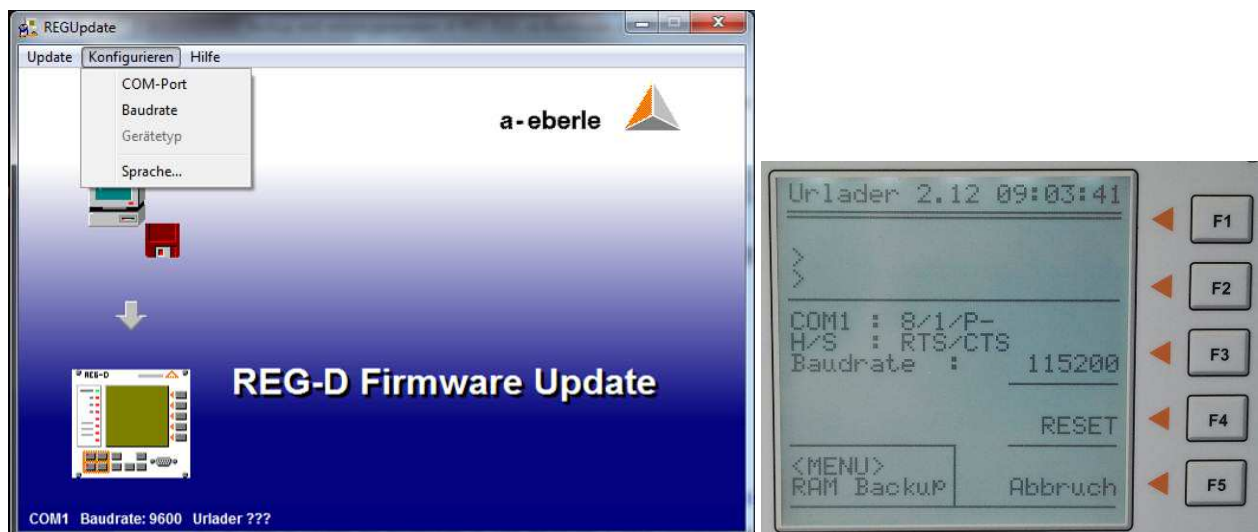 REGUpdate
Update Konfigurieren Hilfe
COM-Port
Baudrate
Gerätetyp
Sprache...
a-eberle
REG-D
REG-D Firmware Update
COM1 Baudrate: 9600 Urlader ???
Urlader 2.12 09:03:41
>
>
COM1 : 8/1/P-
H/S : RTS/CTS
Baudrate : 115200
RESET
<MENU>
RAM Backup Abbruch
F1
F2
F3
F4
F5